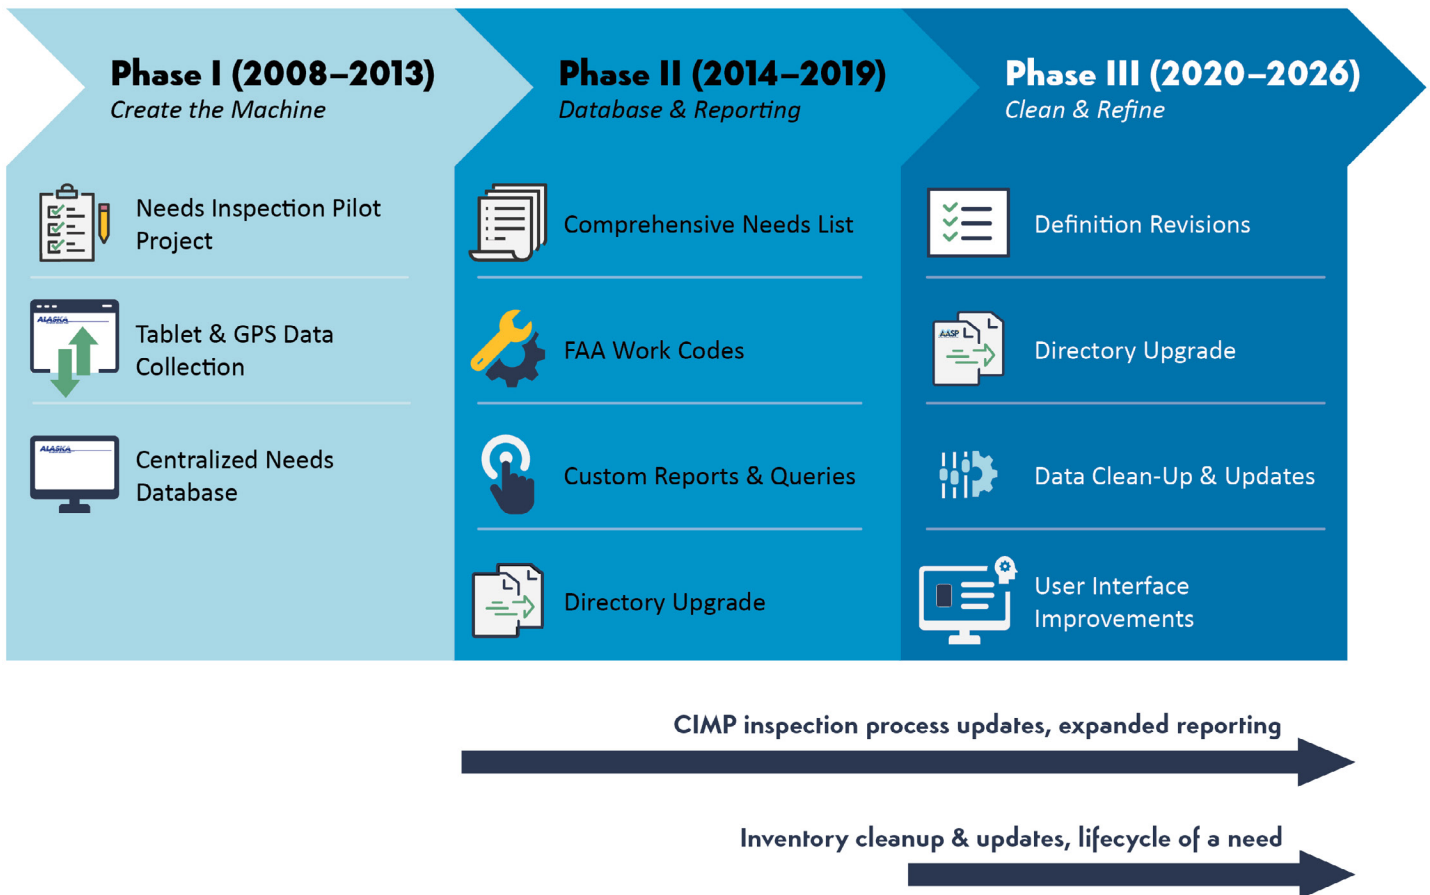 Phase I (2008–2013)
Create the Machine
Needs Inspection Pilot
Project
ALASKA
Tablet & GPS Data
Collection
ALASKA
Centralized Needs
Database
Phase II (2014–2019)
Database & Reporting
Comprehensive Needs List
FAA Work Codes
Custom Reports & Queries
Directory Upgrade
Phase III (2020–2026)
Clean & Refine
Definition Revisions
AASP
Directory Upgrade
Data Clean-Up & Updates
User Interface
Improvements
CIMP inspection process updates, expanded reporting
Inventory cleanup & updates, lifecycle of a need